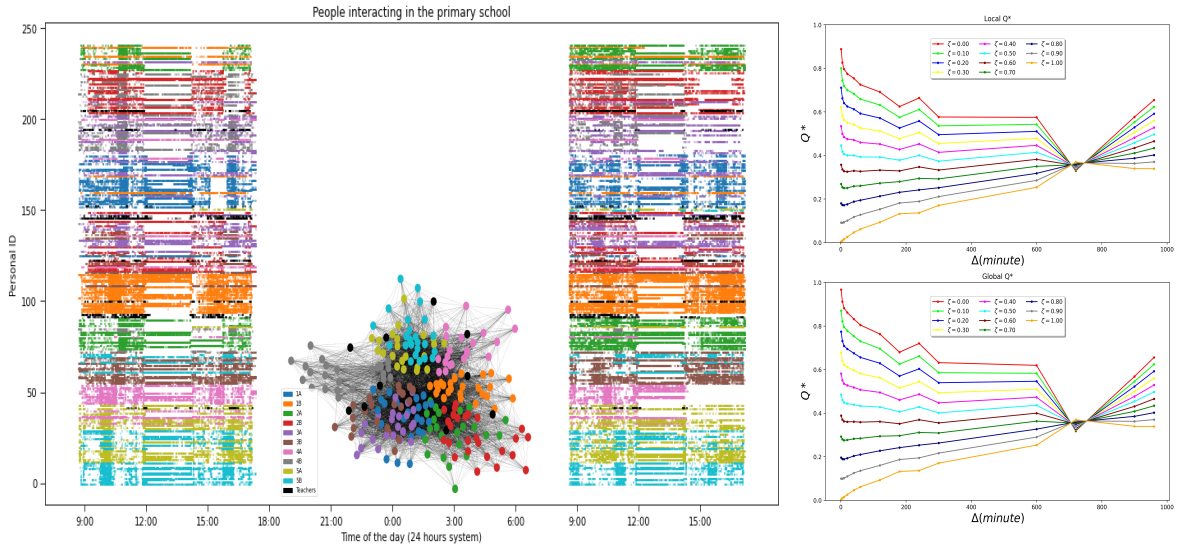 People interacting in the primary school
250
200
150
100
50
0
Personal ID
1A
1B
2A
2B
3A
3B
4A
4B
5A
5B
Teachers
9:00 12:00 15:00 18:00 21:00 0:00 3:00 6:00 9:00 12:00 15:00
Time of the day (24 hours system)
Local Q*
1.0
0.8
0.6
0.4
0.2
0.0
Q*
ζ = 0.00 ζ = 0.40 ζ = 0.80
ζ = 0.10 ζ = 0.50 ζ = 0.90
ζ = 0.20 ζ = 0.60 ζ = 1.00
ζ = 0.30 ζ = 0.70
0 200 400 600 800 1000
Δ(minute)
Global Q*
1.0
0.8
0.6
0.4
0.2
0.0
Q*
ζ = 0.00 ζ = 0.40 ζ = 0.80
ζ = 0.10 ζ = 0.50 ζ = 0.90
ζ = 0.20 ζ = 0.60 ζ = 1.00
ζ = 0.30 ζ = 0.70
0 200 400 600 800 1000
Δ(minute)